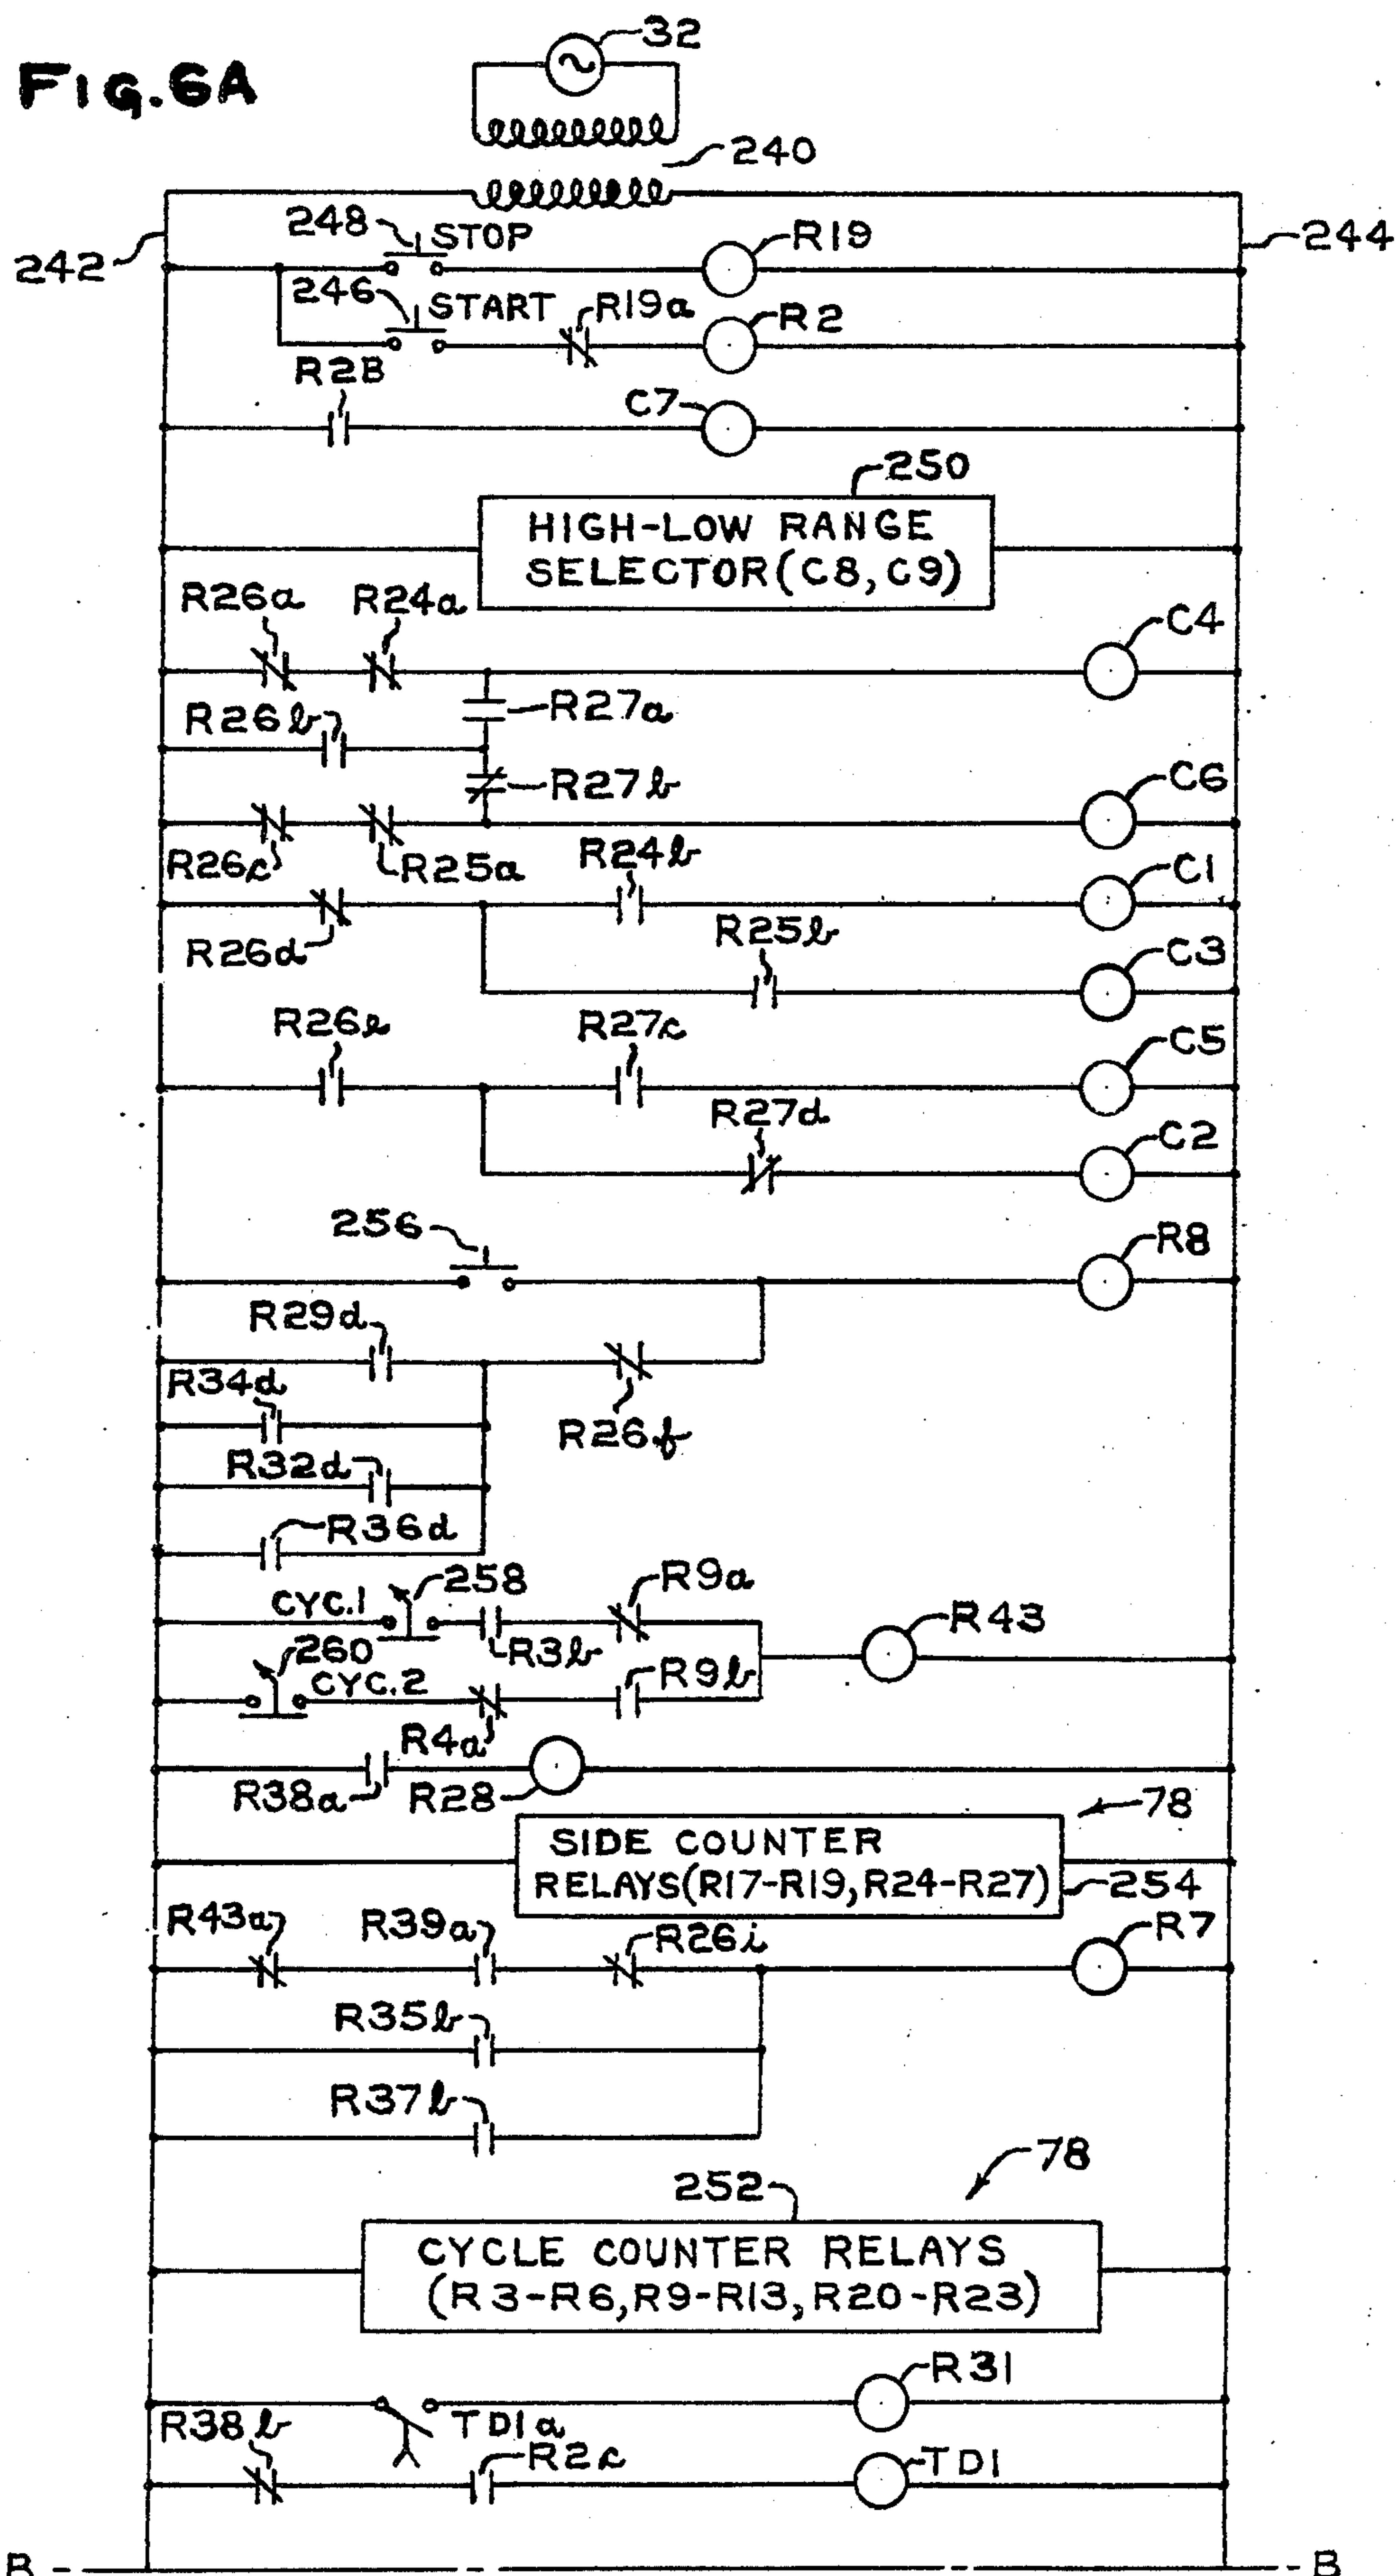 FIG.6A
32
240
248
STOP
R19
242
244
246
START
R19a
R2
R2B
C7
250
HIGH-LOW RANGE
SELECTOR(C8,C9)
R26a
R24a
C4
R27a
R26b
R27b
C6
R26c
R25a
R24b
C1
R26d
R25b
C3
R26e
R27c
C5
R27d
C2
256
R8
R29d
R34d
R26f
R32d
R36d
CYC.1
258
R9a
R3b
R43
260
CYC.2
R9b
R4a
R38a
R28
78
SIDE COUNTER
RELAYS(R17-R19,R24-R27)
254
R43a
R39a
R26i
R7
R35b
R37b
78
252
CYCLE COUNTER RELAYS
(R3-R6,R9-R13,R20-R23)
R31
TD1a
R38b
R2c
TD1
B
B